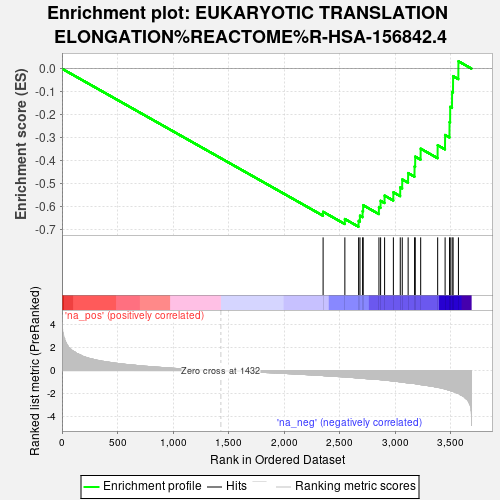 Enrichment plot: EUKARYOTIC TRANSLATION
ELONGATION%REACTOME%R-HSA-156842.4
Enrichment score (ES)
0.0
-0.1
-0.2
-0.3
-0.4
-0.5
-0.6
-0.7
'na_pos' (positively correlated)
Ranked list metric (PreRanked)
4
2
0
-2
-4
Zero cross at 1432
'na_neg' (negatively correlated)
0 500 1,000 1,500 2,000 2,500 3,000 3,500
Rank in Ordered Dataset
Enrichment profile Hits Ranking metric scores